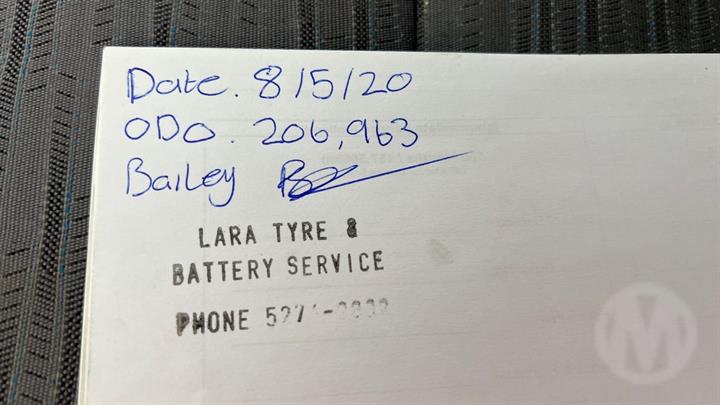 Date. 8/5/20
ODO. 206,963
Bailey
LARA TYRE &
BATTERY SERVICE
PHONE